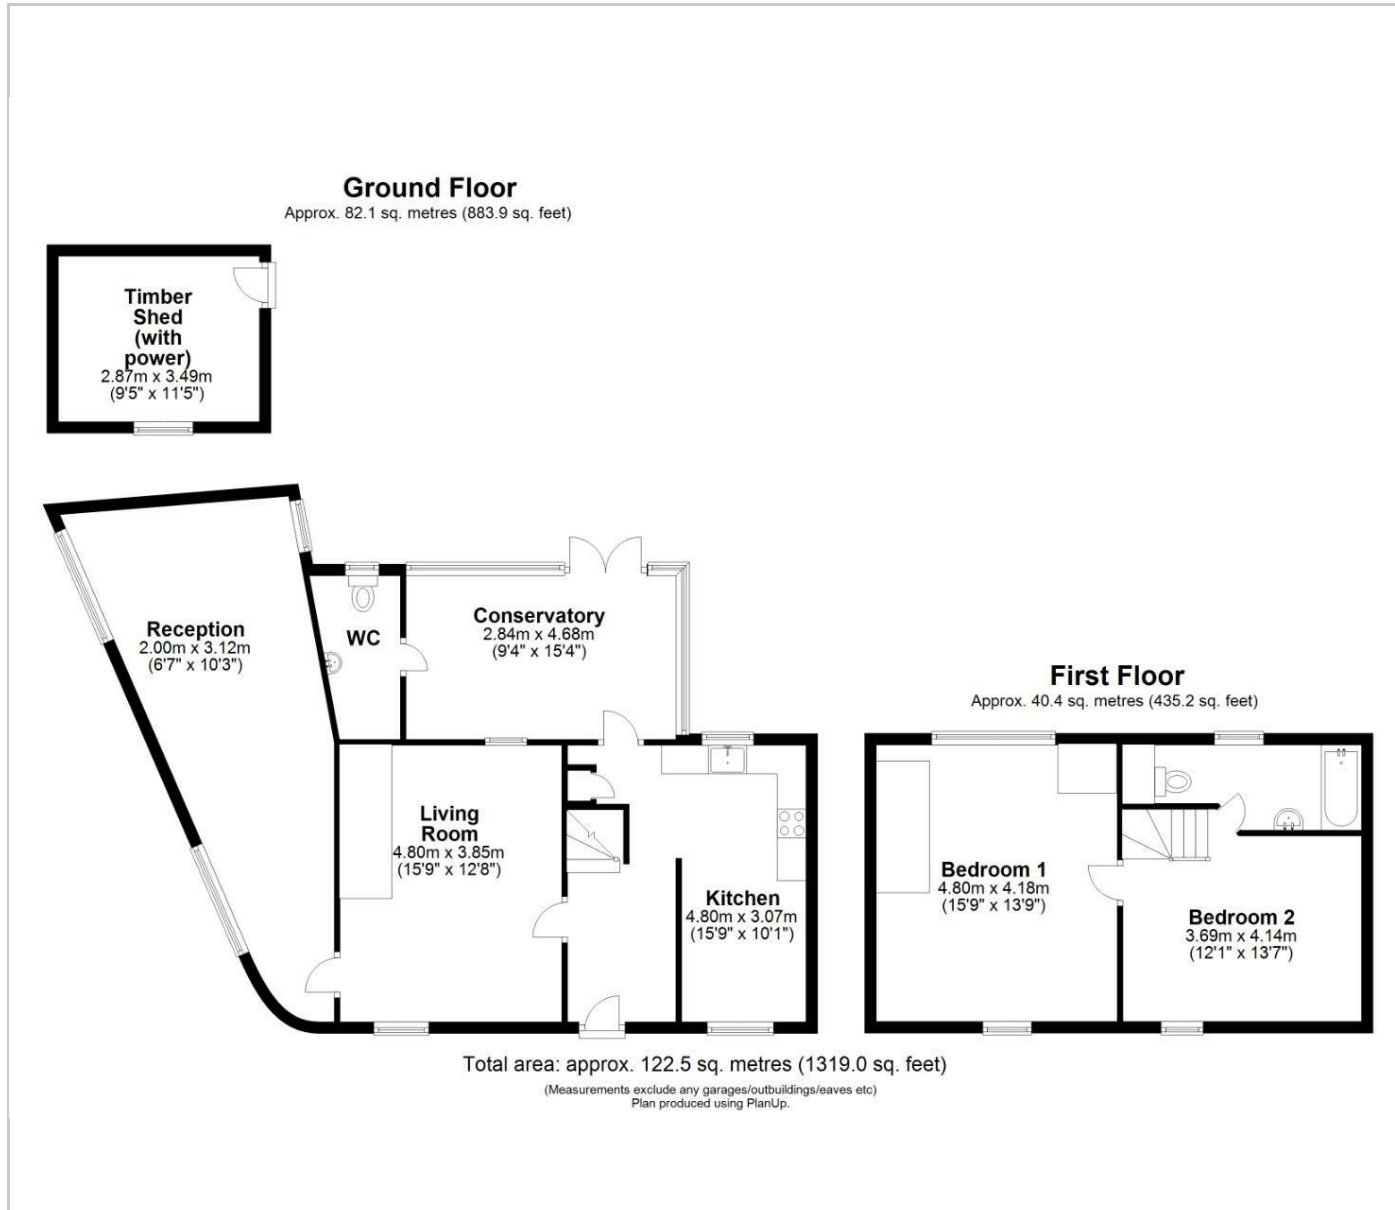 Ground Floor
Approx. 82.1 sq. metres (883.9 sq. feet)
Timber
Shed
(with
power)
2.87m x 3.49m
(9'5" x 11'5")
Reception
2.00m x 3.12m
(6'7" x 10'3")
WC
Conservatory
2.84m x 4.68m
(9'4" x 15'4")
Living
Room
4.80m x 3.85m
(15'9" x 12'8")
Kitchen
4.80m x 3.07m
(15'9" x 10'1")
First Floor
Approx. 40.4 sq. metres (435.2 sq. feet)
Bedroom 1
4.80m x 4.18m
(15'9" x 13'9")
Bedroom 2
3.69m x 4.14m
(12'1" x 13'7")
Total area: approx. 122.5 sq. metres (1319.0 sq. feet)
(Measurements exclude any garages/outbuildings/eaves etc)
Plan produced using PlanUp.